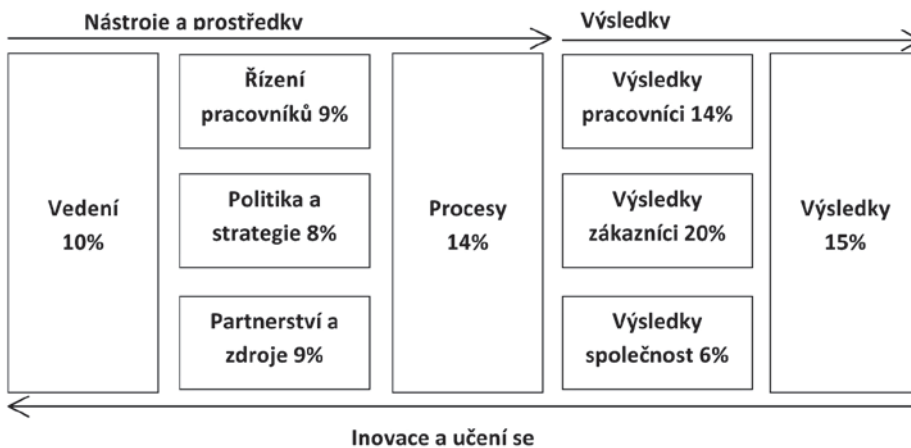 Nástroje a prostředky
Výsledky
Vedení
10%
Řízení
pracovníků 9%
Politika a
strategie 8%
Partnerství a
zdroje 9%
Procesy
14%
Výsledky
pracovníci 14%
Výsledky
zákazníci 20%
Výsledky
společnost 6%
Výsledky
15%
Inovace a učení se